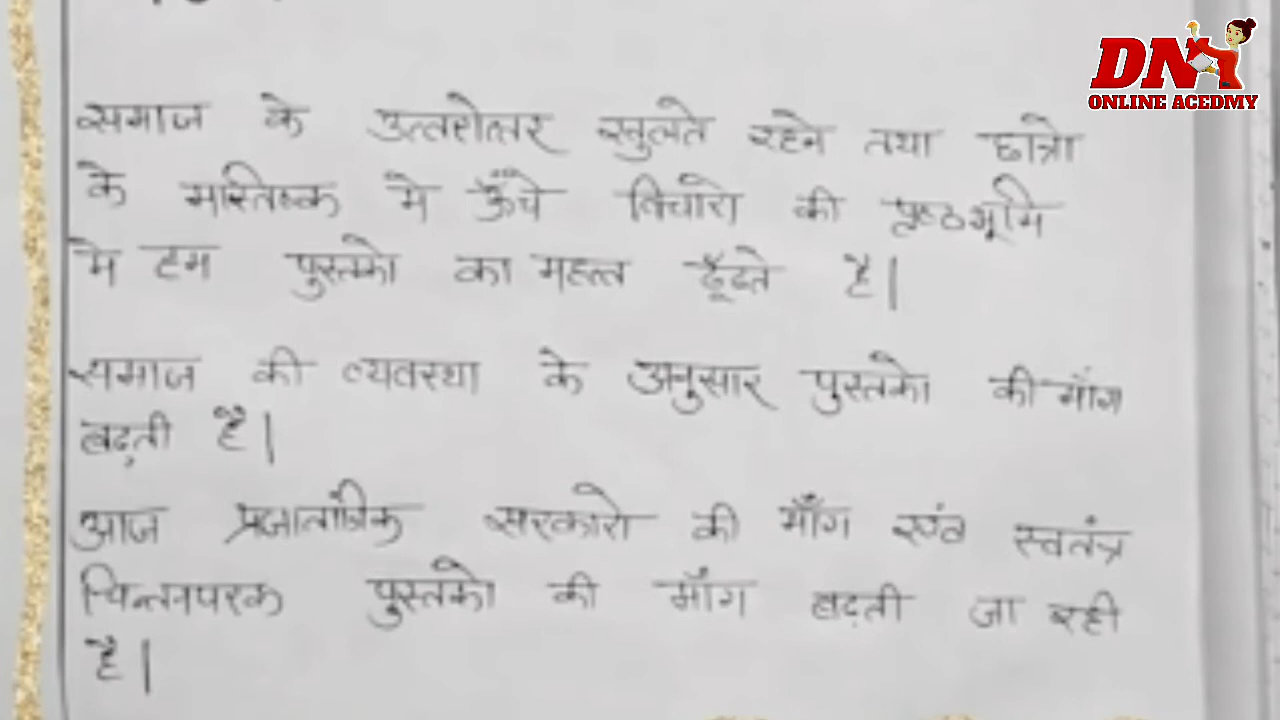 DN
ONLINE ACEDMY
समाज के उत्तरोत्तर खुलते रहने तथा छात्रो
के मस्तिष्क मे ऊँचे विचारो की पृष्ठभूमि
मे हम पुस्तको का महत्व ढूँढते है।
समाज की व्यवस्था के अनुसार पुस्तको की माँग
बढ़ती है।
आज प्रजातांत्रिक सरकारो की माँग एवं स्वतंत्र
चिन्तनपरक पुस्तको की माँग बढ़ती जा रही
है।